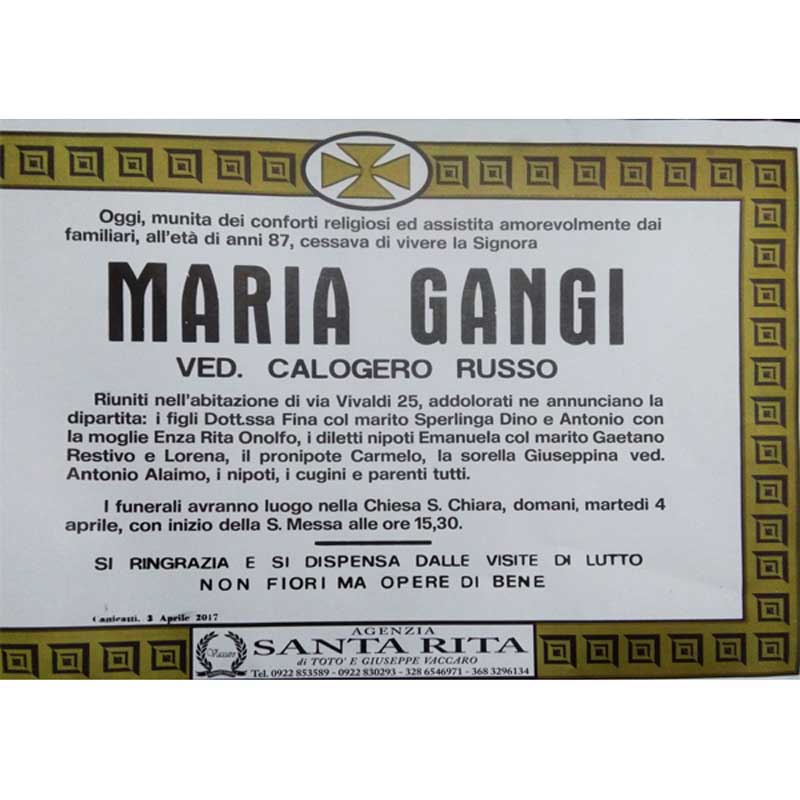 Oggi, munita dei conforti religiosi ed assistita amorevolmente dai
familiari, all'età di anni 87, cessava di vivere la Signora
MARIA GANGI
VED. CALOGERO RUSSO
Riuniti nell'abitazione di via Vivaldi 25, addolorati ne annunciano la
dipartita: i figli Dott.ssa Fina col marito Sperlinga Dino e Antonio con
la moglie Enza Rita Onolfo, i diletti nipoti Emanuela col marito Gaetano
Restivo e Lorena, il pronipote Carmelo, la sorella Giuseppina ved.
Antonio Alaimo, i nipoti, i cugini e parenti tutti.
I funerali avranno luogo nella Chiesa S. Chiara, domani, martedì 4
aprile, con inizio della S. Messa alle ore 15,30.
SI RINGRAZIA E SI DISPENSA DALLE VISITE DI LUTTO
NON FIORI MA OPERE DI BENE
Canicattì, 3 Aprile 2017
AGENZIA
Vaccaro SANTA RITA
di TOTO' E GIUSEPPE VACCARO
Tel. 0922 853589 - 0922 830293 - 328 6546971 - 368 3296134